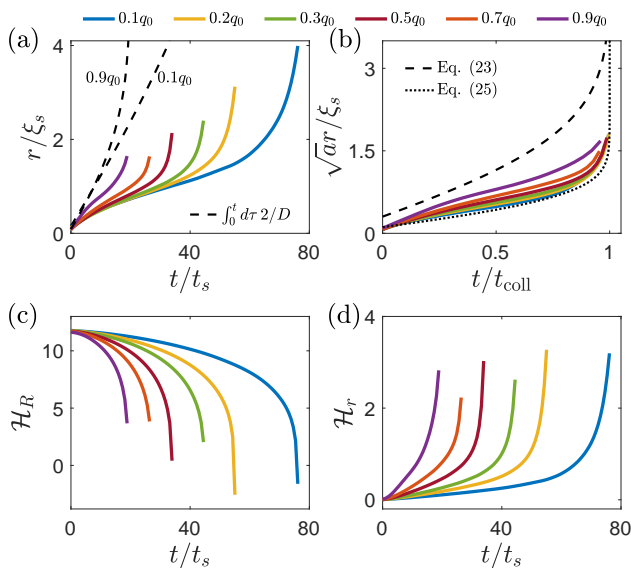 0.1q₀ 0.2q₀ 0.3q₀ 0.5q₀ 0.7q₀ 0.9q₀
(a)
4
2
0
r/ξₛ
0.9q₀
0.1q₀
∫₀ᵗ dτ 2/D
0 40 80
t/tₛ
(b)
3
1.5
0
√ar/ξₛ
Eq. (23)
Eq. (25)
0 0.5 1
t/t_coll
(c)
10
5
0
ℋ_R
0 40 80
t/tₛ
(d)
4
2
0
ℋᵣ
0 40 80
t/tₛ